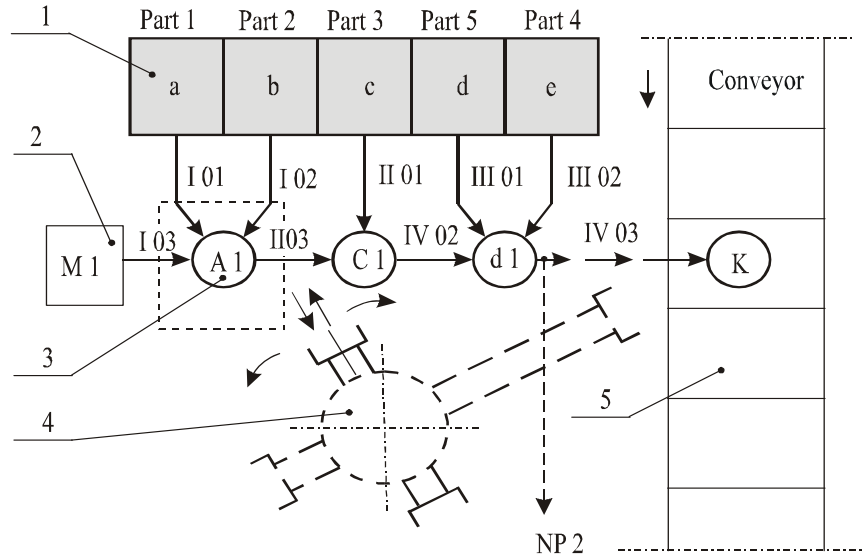 1
Part 1 Part 2 Part 3 Part 5 Part 4
a b c d e
Conveyor
2
I 01 I 02 II 01 III 01 III 02
I 03 II03 IV 02 IV 03
M 1 A 1 C 1 d 1 K
3
4
5
NP 2